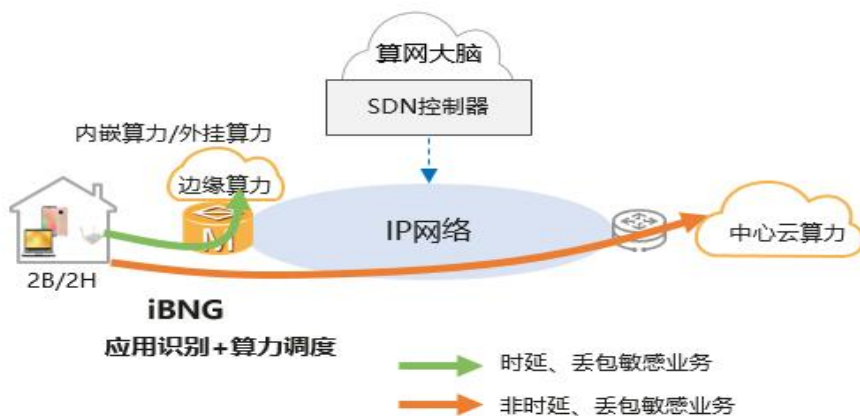 算网大脑
SDN控制器
内嵌算力/外挂算力
边缘算力
M
IP网络
中心云算力
2B/2H
iBNG
应用识别+算力调度
时延、丢包敏感业务
非时延、丢包敏感业务